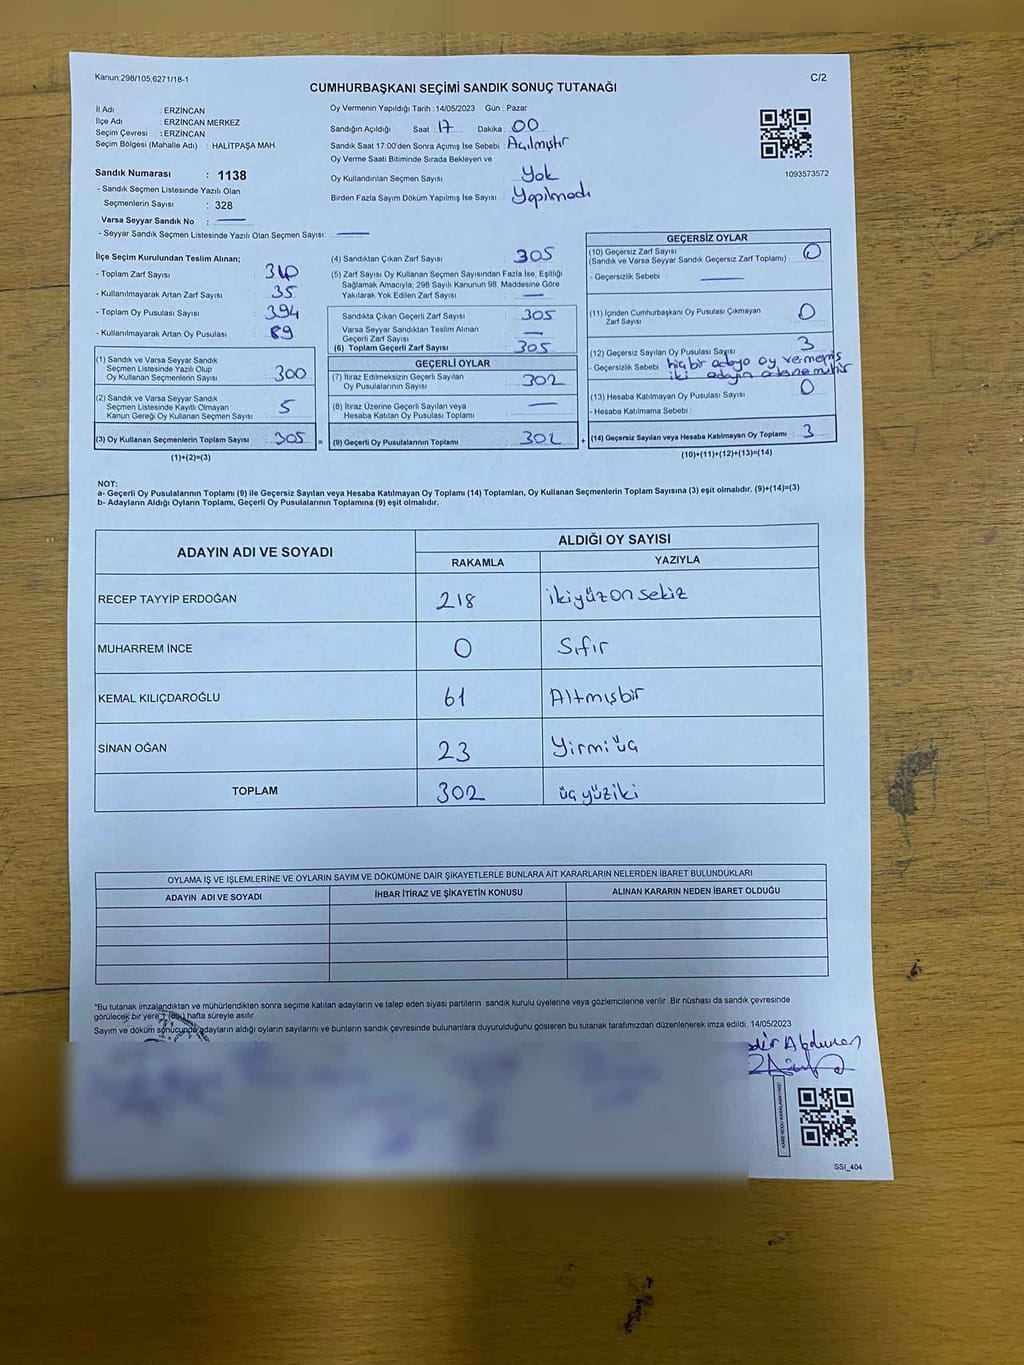 Kanun:298/105,6271/18-1
C/2
CUMHURBAŞKANI SEÇİMİ SANDIK SONUÇ TUTANAĞI
İl Adı : ERZİNCAN
İlçe Adı : ERZİNCAN MERKEZ
Seçim Çevresi : ERZİNCAN
Seçim Bölgesi (Mahalle Adı) : HALİTPAŞA MAH.
Sandık Numarası : 1138
- Sandık Seçmen Listesinde Yazılı Olan
Seçmenlerin Sayısı : 328
Varsa Seyyar Sandık No :
- Seyyar Sandık Seçmen Listesinde Yazılı Olan Seçmen Sayısı:
Oy Vermenin Yapıldığı Tarih : 14/05/2023 Gün : Pazar
Sandığın Açıldığı Saat : 17 Dakika : 00
Sandık Saat 17:00'den Sonra Açımış İse Sebebi : Açılmıştır
Oy Verme Saati Bitiminde Sırada Bekleyen ve
Oy Kullandırılan Seçmen Sayısı : Yok
Birden Fazla Sayım Döküm Yapılmış İse Sayısı : Yapılmadı
1093573572
İlçe Seçim Kurulundan Teslim Alınan;
- Toplam Zarf Sayısı : 340
- Kullanılmayarak Artan Zarf Sayısı : 35
- Toplam Oy Pusulası Sayısı : 394
- Kullanılmayarak Artan Oy Pusulası : 89
(1) Sandık ve Varsa Seyyar Sandık
Seçmen Listesinde Yazılı Olup
Oy Kullanan Seçmenlerin Sayısı : 300
(2) Sandık ve Varsa Seyyar Sandık
Seçmen Listesinde Kayıtlı Olmayan
Kanun Gereği Oy Kullanan Seçmen Sayısı : 5
(3) Oy Kullanan Seçmenlerin Toplam Sayısı : 305 =
(1)+(2)=(3)
(4) Sandıktan Çıkan Zarf Sayısı : 305
(5) Zarf Sayısı Oy Kullanan Seçmen Sayısından Fazla İse, Eşitliği
Sağlamak Amacıyla; 298 Sayılı Kanunun 98. Maddesine Göre
Yakılarak Yok Edilen Zarf Sayısı :
Sandıkta Çıkan Geçerli Zarf Sayısı : 305
Varsa Seyyar Sandıktan Teslim Alınan
Geçerli Zarf Sayısı :
(6) Toplam Geçerli Zarf Sayısı : 305
GEÇERLİ OYLAR
(7) İtiraz Edilmeksizin Geçerli Sayılan
Oy Pusulalarının Sayısı : 302
(8) İtiraz Üzerine Geçerli Sayılan veya
Hesaba Katılan Oy Pusulası Toplamı :
(9) Geçerli Oy Pusulalarının Toplamı : 302 +
GEÇERSİZ OYLAR
(10) Geçersiz Zarf Sayısı
(Sandık ve Varsa Seyyar Sandık Geçersiz Zarf Toplamı) : 0
- Geçersizlik Sebebi :
(11) İçinden Cumhurbaşkanı Oy Pusulası Çıkmayan
Zarf Sayısı : 0
(12) Geçersiz Sayılan Oy Pusulası Sayısı : 3
- Geçersizlik Sebebi : hiç bir adaya oy vermemiş
iki adayın
(13) Hesaba Katılmayan Oy Pusulası Sayısı : 0
- Hesaba Katılmama Sebebi :
(14) Geçersiz Sayılan veya Hesaba Katılmayan Oy Toplamı : 3
(10)+(11)+(12)+(13)=(14)
NOT:
a- Geçerli Oy Pusulalarının Toplamı (9) ile Geçersiz Sayılan veya Hesaba Katılmayan Oy Toplamı (14) Toplamları, Oy Kullanan Seçmenlerin Toplam Sayısına (3) eşit olmalıdır. (9)+(14)=(3)
b- Adayların Aldığı Oyların Toplamı, Geçerli Oy Pusulalarının Toplamına (9) eşit olmalıdır.
ADAYIN ADI VE SOYADI
ALDIĞI OY SAYISI
RAKAMLA YAZIYLA
RECEP TAYYİP ERDOĞAN 218 ikiyüzonsekiz
MUHARREM İNCE 0 Sıfır
KEMAL KILIÇDAROĞLU 61 Altmışbir
SİNAN OĞAN 23 Yirmiüç
TOPLAM 302 üçyüziki
OYLAMA İŞ VE İŞLEMLERİNE VE OYLARIN SAYIM VE DÖKÜMÜNE DAİR ŞİKAYETLERLE BUNLARA AİT KARARLARIN NELERDEN İBARET BULUNDUKLARI
ADAYIN ADI VE SOYADI İHBAR İTİRAZ VE ŞİKAYETİN KONUSU ALINAN KARARIN NEDEN İBARET OLDUĞU
*Bu tutanak imzalandıktan ve mühürlendikten sonra seçime katılan adayların ve talep eden siyasi partilerin sandık kurulu üyelerine veya gözlemcilerine verilir. Bir nüshası da sandık çevresinde
görülecek bir yere 1 (bir) hafta süreyle asılır.
Sayım ve döküm sonucunda adayların aldığı oyların sayılarını ve bunların sandık çevresinde bulunanlara duyurulduğunu gösteren bu tutanak tarafımızdan düzenlenerek imza edildi. 14/05/2023
SSİ_404